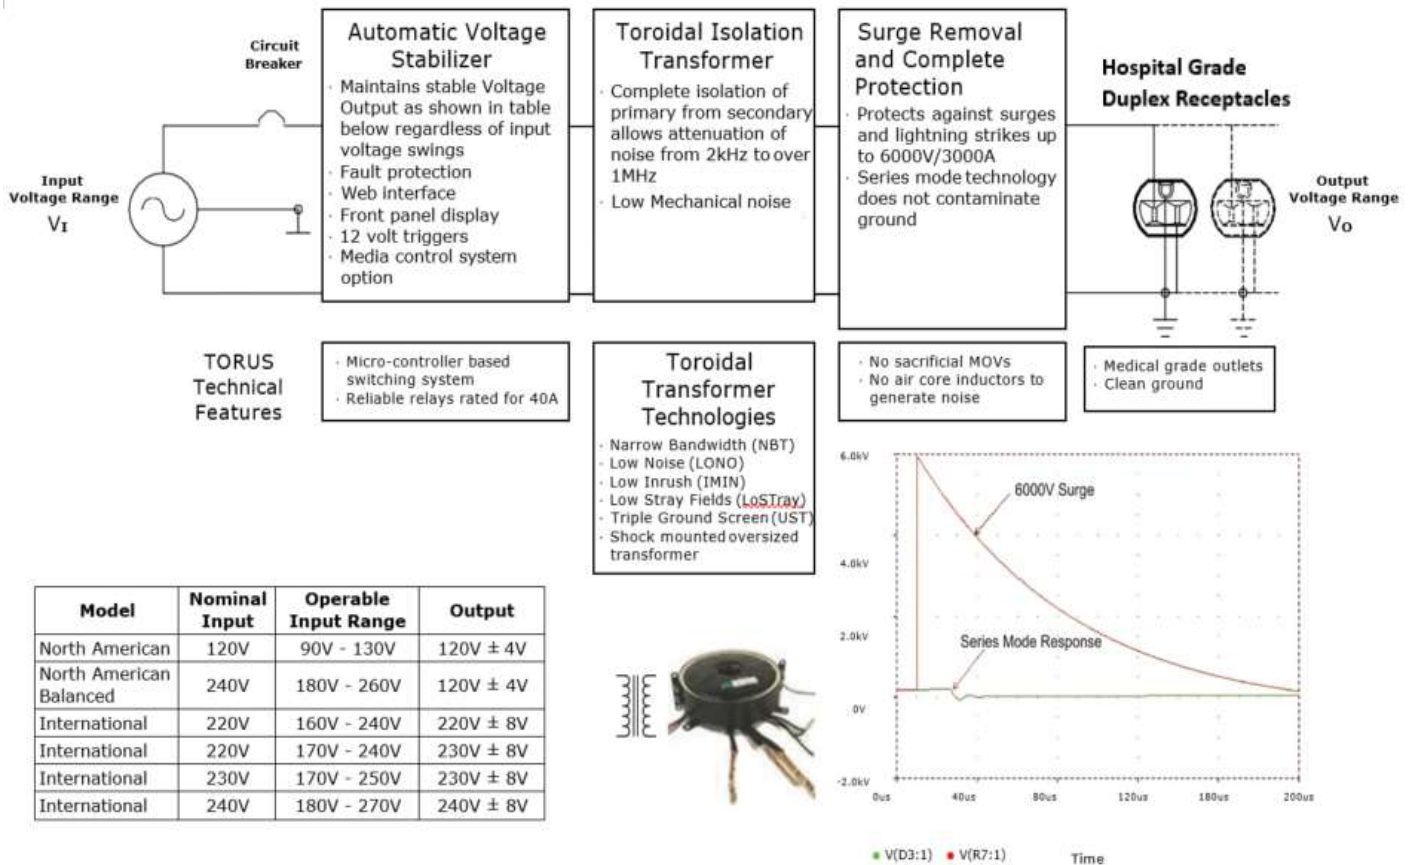 Circuit
Breaker
Input
Voltage Range
VI
Automatic Voltage
Stabilizer
· Maintains stable Voltage
Output as shown in table
below regardless of input
voltage swings
· Fault protection
· Web interface
· Front panel display
· 12 volt triggers
· Media control system
option
Toroidal Isolation
Transformer
· Complete isolation of
primary from secondary
allows attenuation of
noise from 2kHz to over
1MHz
· Low Mechanical noise
Surge Removal
and Complete
Protection
· Protects against surges
and lightning strikes up
to 6000V/3000A
· Series mode technology
does not contaminate
ground
Hospital Grade
Duplex Receptacles
Output
Voltage Range
VO
TORUS
Technical
Features
· Micro-controller based
switching system
· Reliable relays rated for 40A
Toroidal
Transformer
Technologies
· Narrow Bandwidth (NBT)
· Low Noise (LONO)
· Low Inrush (IMIN)
· Low Stray Fields (LoSTray)
· Triple Ground Screen (UST)
· Shock mounted oversized
transformer
· No sacrificial MOVs
· No air core inductors to
generate noise
· Medical grade outlets
· Clean ground
Model Nominal Input Operable Input Range Output
North American 120V 90V - 130V 120V ± 4V
North American Balanced 240V 180V - 260V 120V ± 4V
International 220V 160V - 240V 220V ± 8V
International 220V 170V - 240V 230V ± 8V
International 230V 170V - 250V 230V ± 8V
International 240V 180V - 270V 240V ± 8V
6.0kV
6000V Surge
4.0kV
2.0kV
Series Mode Response
0V
-2.0kV
0us 40us 80us 120us 180us 200us
V(D3:1) V(R7:1)
Time